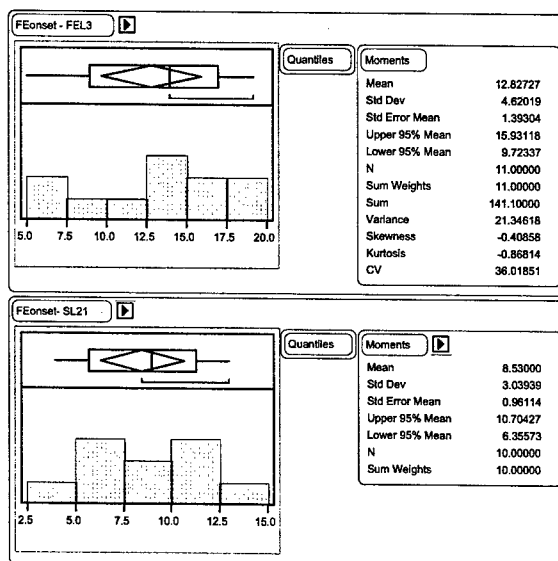 FEonset - FEL3
Quantiles
Moments
Mean 12.82727
Std Dev 4.62019
Std Error Mean 1.39304
Upper 95% Mean 15.93118
Lower 95% Mean 9.72337
N 11.00000
Sum Weights 11.00000
Sum 141.10000
Variance 21.34618
Skewness -0.40858
Kurtosis -0.86814
CV 36.01851
5.0 7.5 10.0 12.5 15.0 17.5 20.0
FEonset- SL21
Quantiles
Moments
Mean 8.53000
Std Dev 3.03939
Std Error Mean 0.96114
Upper 95% Mean 10.70427
Lower 95% Mean 6.35573
N 10.00000
Sum Weights 10.00000
2.5 5.0 7.5 10.0 12.5 15.0